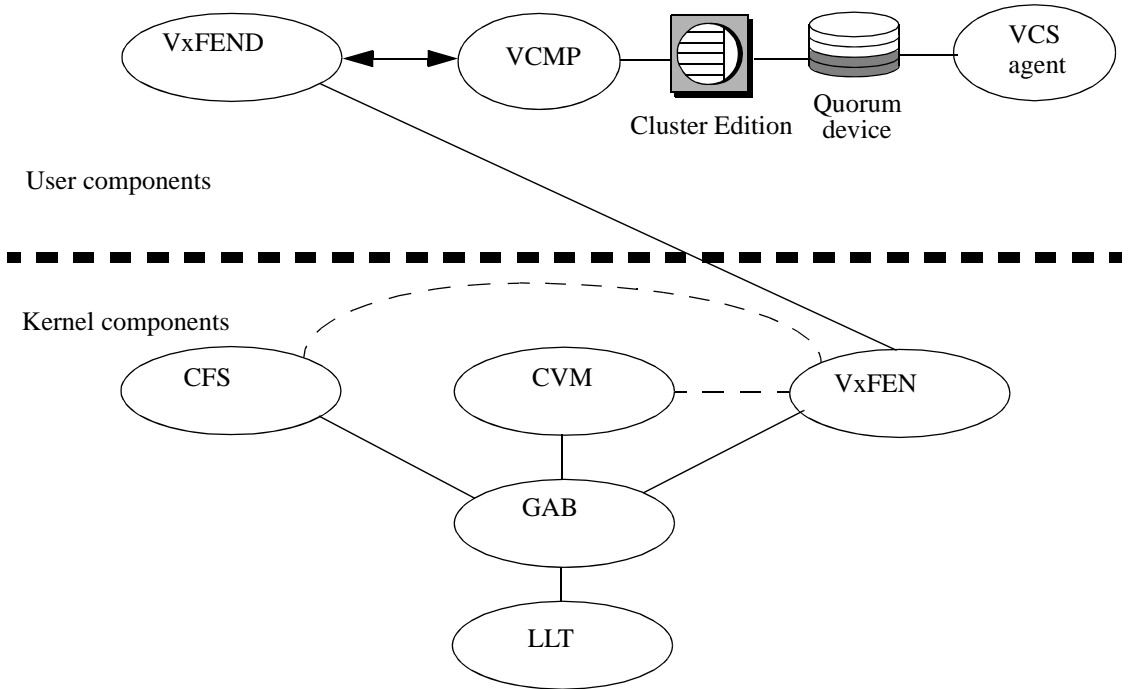 VxFEND
VCMP
VCS
agent
Cluster Edition
Quorum
device
User components
Kernel components
CFS
CVM
VxFEN
GAB
LLT